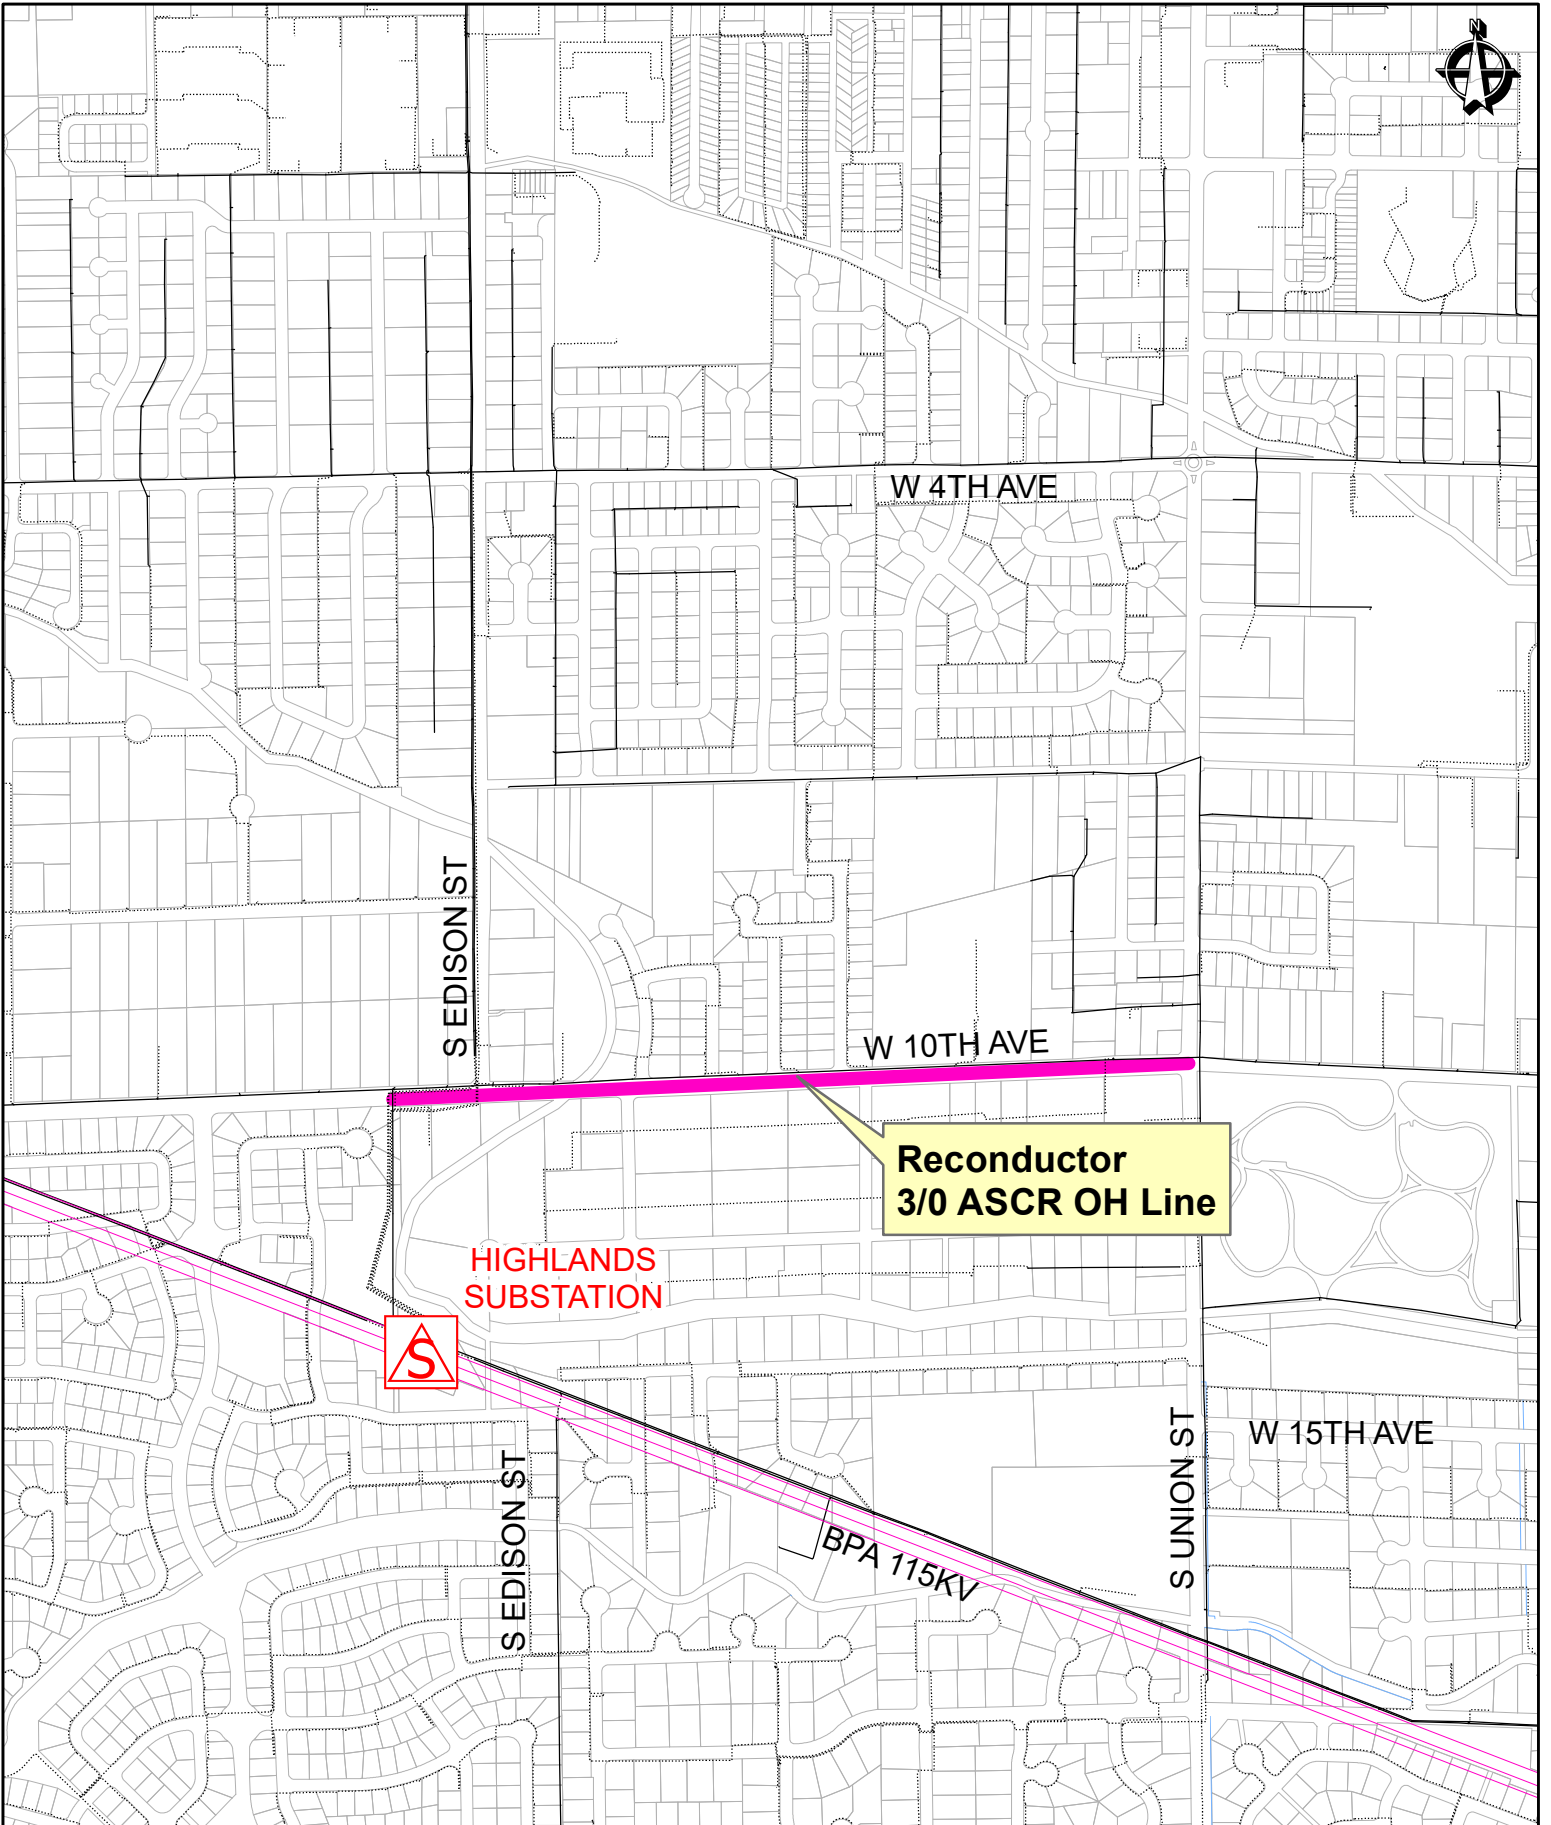 N
W 4TH AVE
S EDISON ST
W 10TH AVE
Reconductor
3/0 ASCR OH Line
HIGHLANDS
SUBSTATION
S
W 15TH AVE
S UNION ST
S EDISON ST
BPA 115KV